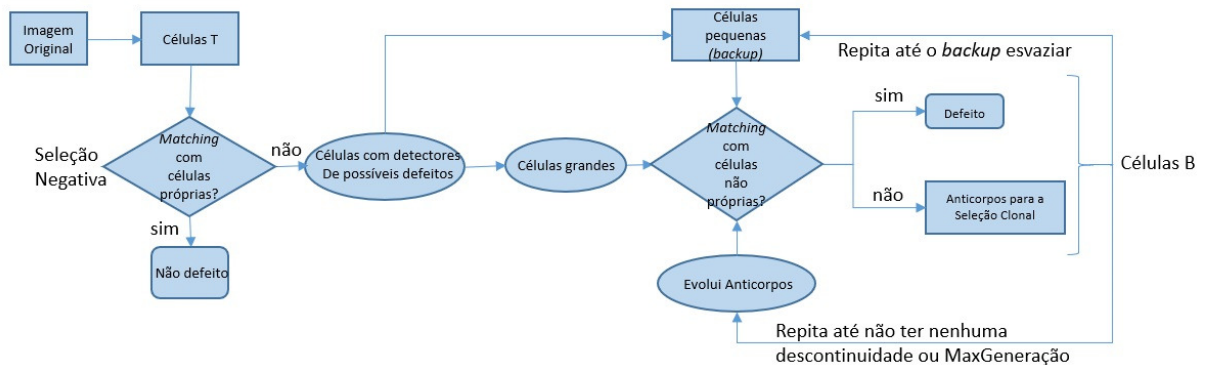 Imagem
Original
Células T
Seleção
Negativa
Matching
com
células
próprias?
sim
Não defeito
não
Células com detectores
De possíveis defeitos
Células grandes
Células
pequenas
(backup)
Matching
com
células
não
próprias?
Evolui Anticorpos
sim
Defeito
não
Anticorpos para a
Seleção Clonal
Repita até o backup esvaziar
Células B
Repita até não ter nenhuma
descontinuidade ou MaxGeneração